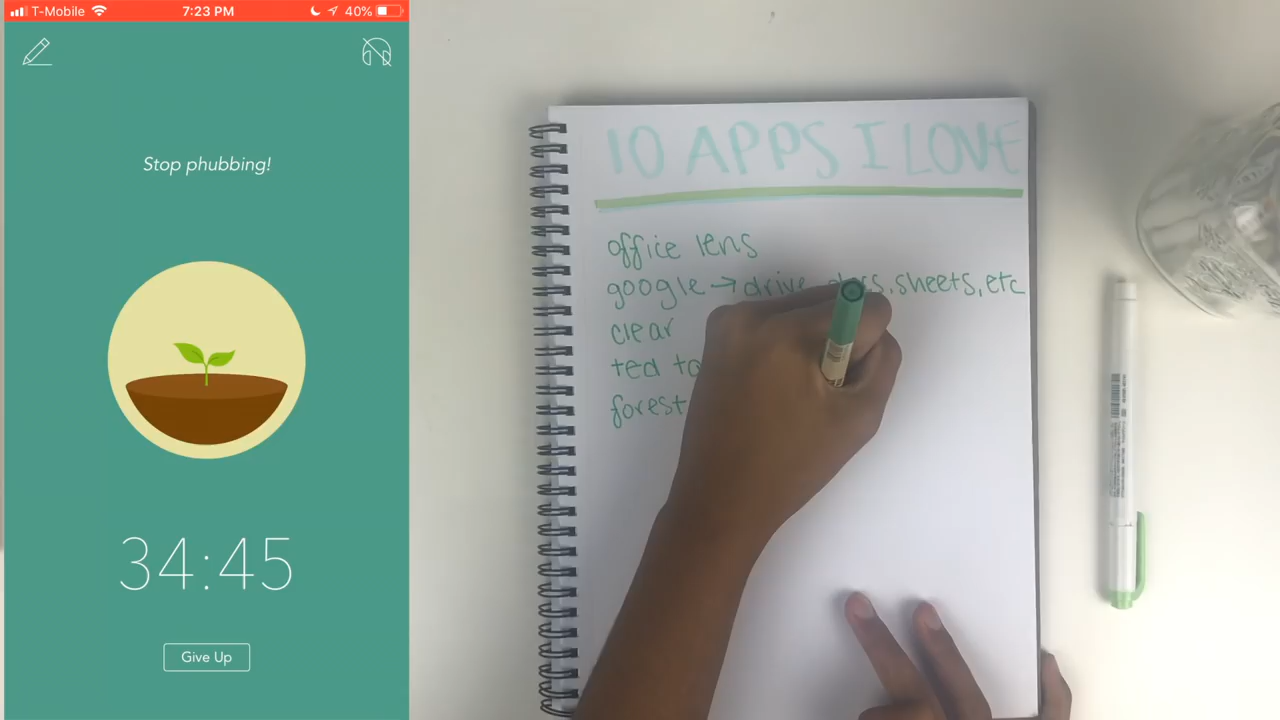 T-Mobile
7:23 PM
40%
Stop phubbing!
34:45
Give Up
10 APPS I LOVE
office lens
google → drive, docs, sheets, etc
clear
ted
forest